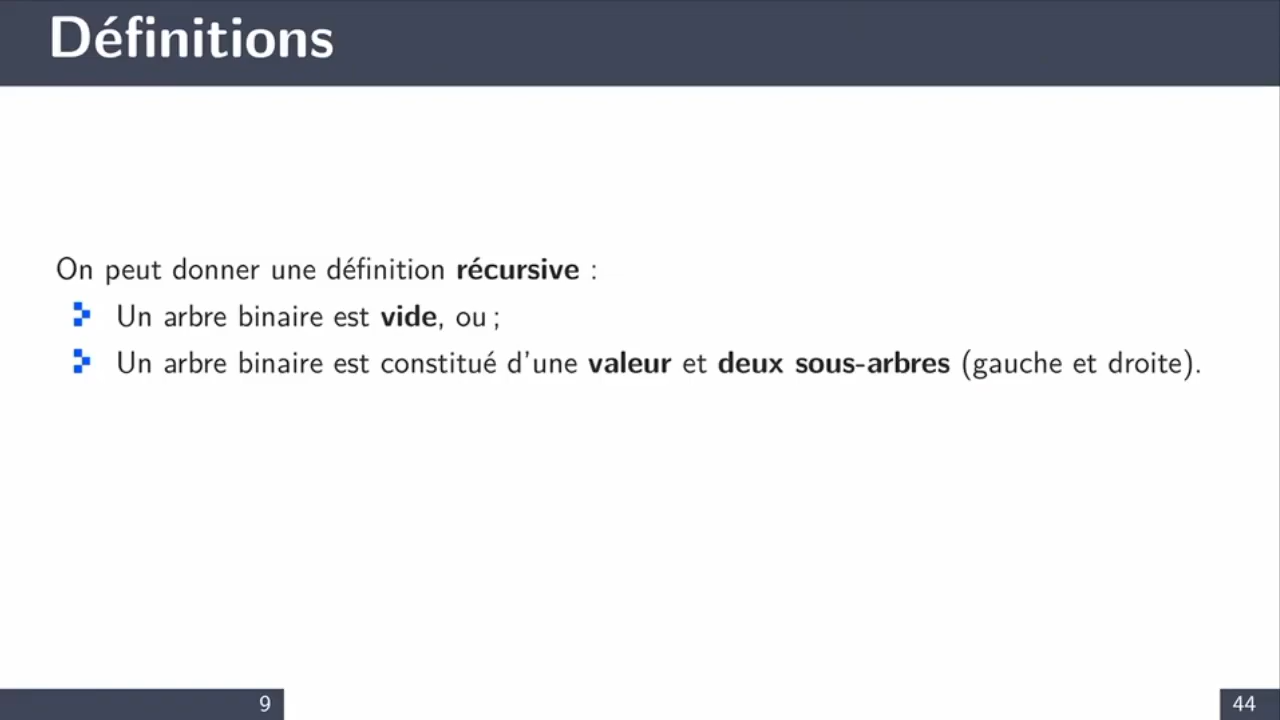 Définitions
On peut donner une définition récursive :
Un arbre binaire est vide, ou ;
Un arbre binaire est constitué d'une valeur et deux sous-arbres (gauche et droite).
9
44